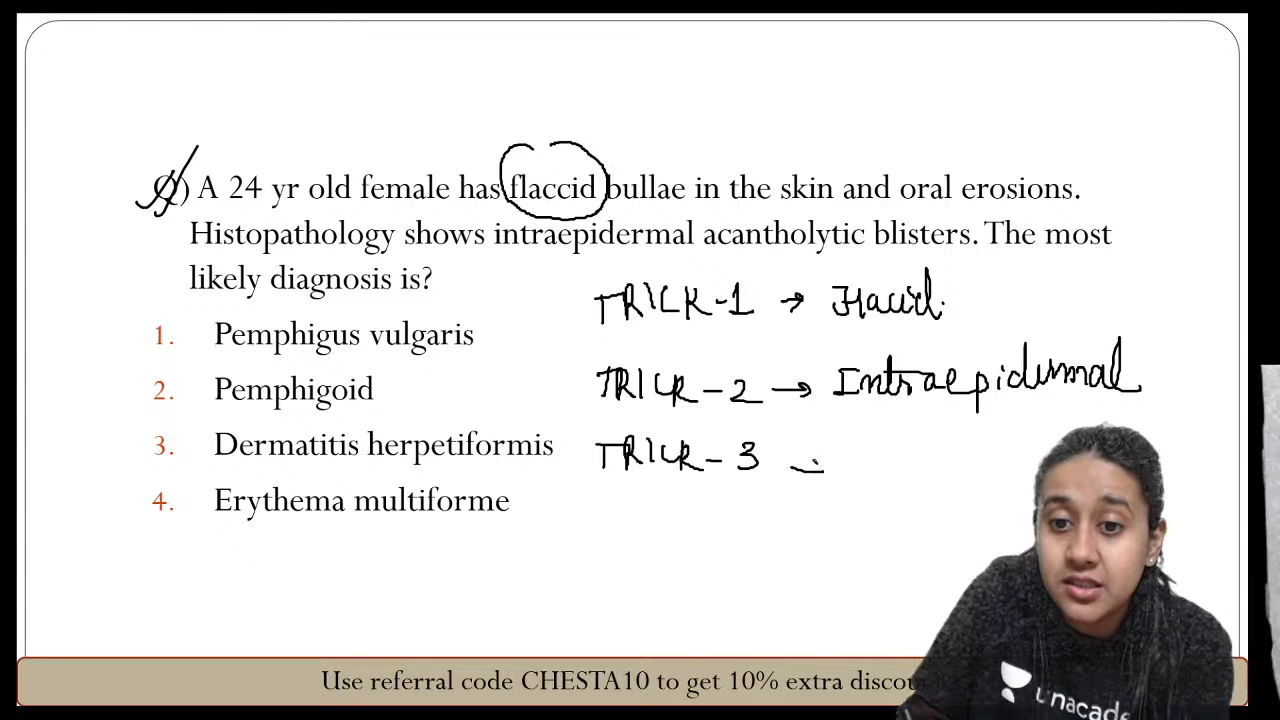 Q) A 24 yr old female has flaccid bullae in the skin and oral erosions.
Histopathology shows intraepidermal acantholytic blisters. The most
likely diagnosis is?
1. Pemphigus vulgaris
2. Pemphigoid
3. Dermatitis herpetiformis
4. Erythema multiforme
TRICK-1 → Flaccid.
TRICK-2 → Intraepidermal
TRICK-3
Use referral code CHESTA10 to get 10% extra discou
unacade